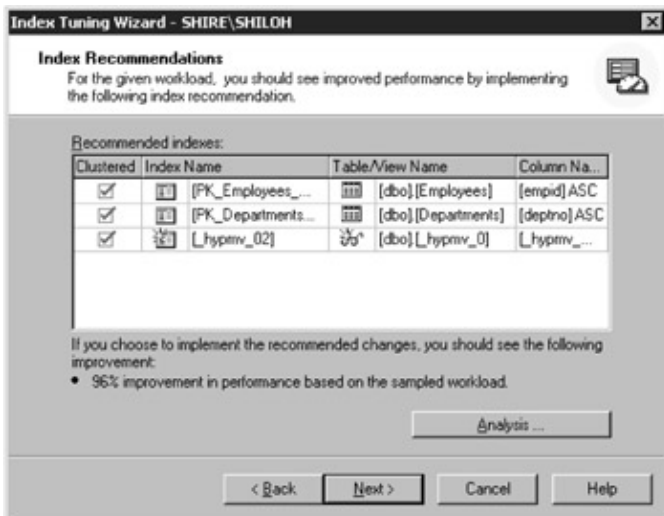 Index Tuning Wizard - SHIRE\SHILOH
Index Recommendations
For the given workload, you should see improved performance by implementing
the following index recommendation.
Recommended indexes:
Clustered Index Name Table/View Name Column Na...
[PK_Employees_... [dbo].[Employees] [empid] ASC
[PK_Departments... [dbo].[Departments] [deptno] ASC
[_hypmv_02] [dbo].[_hypmv_0] [_hypmv_...
If you choose to implement the recommended changes, you should see the following
improvement:
• 96% improvement in performance based on the sampled workload.
Analysis ...
< Back Next > Cancel Help